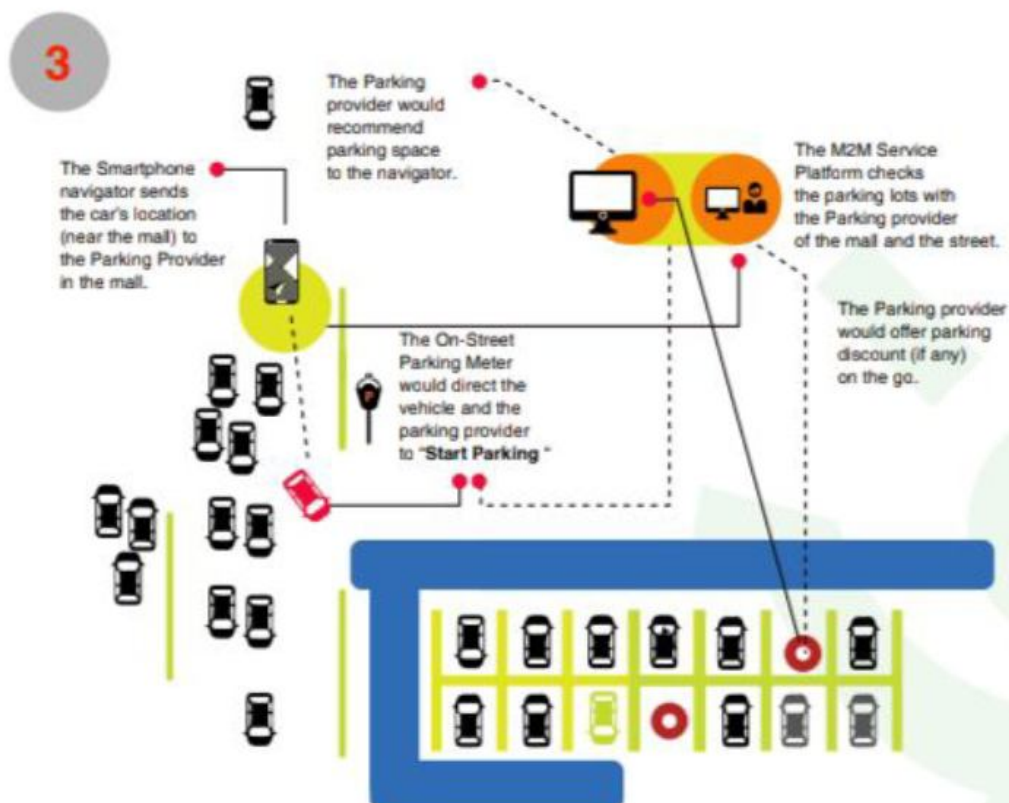 3
The Parking
provider would
recommend
parking space
to the navigator.
The Smartphone
navigator sends
the car's location
(near the mall) to
the Parking Provider
in the mall.
The M2M Service
Platform checks
the parking lots with
the Parking provider
of the mall and the street.
The Parking provider
would offer parking
discount (if any)
on the go.
The On-Street
Parking Meter
would direct the
vehicle and the
parking provider
to "Start Parking "
P